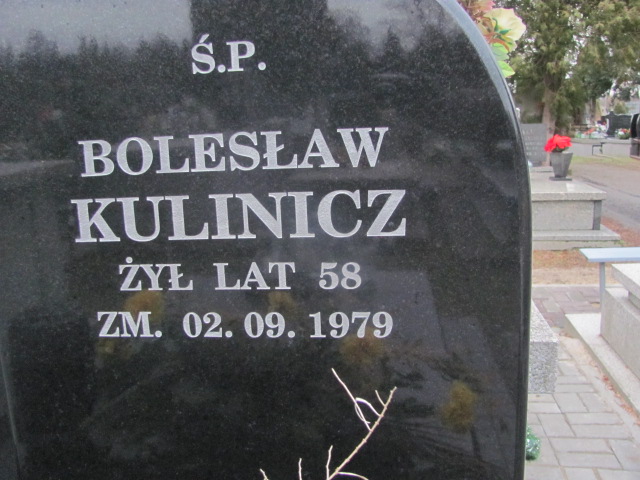 Ś.P.
BOLESŁAW
KULINICZ
ŻYŁ LAT 58
ZM. 02. 09. 1979